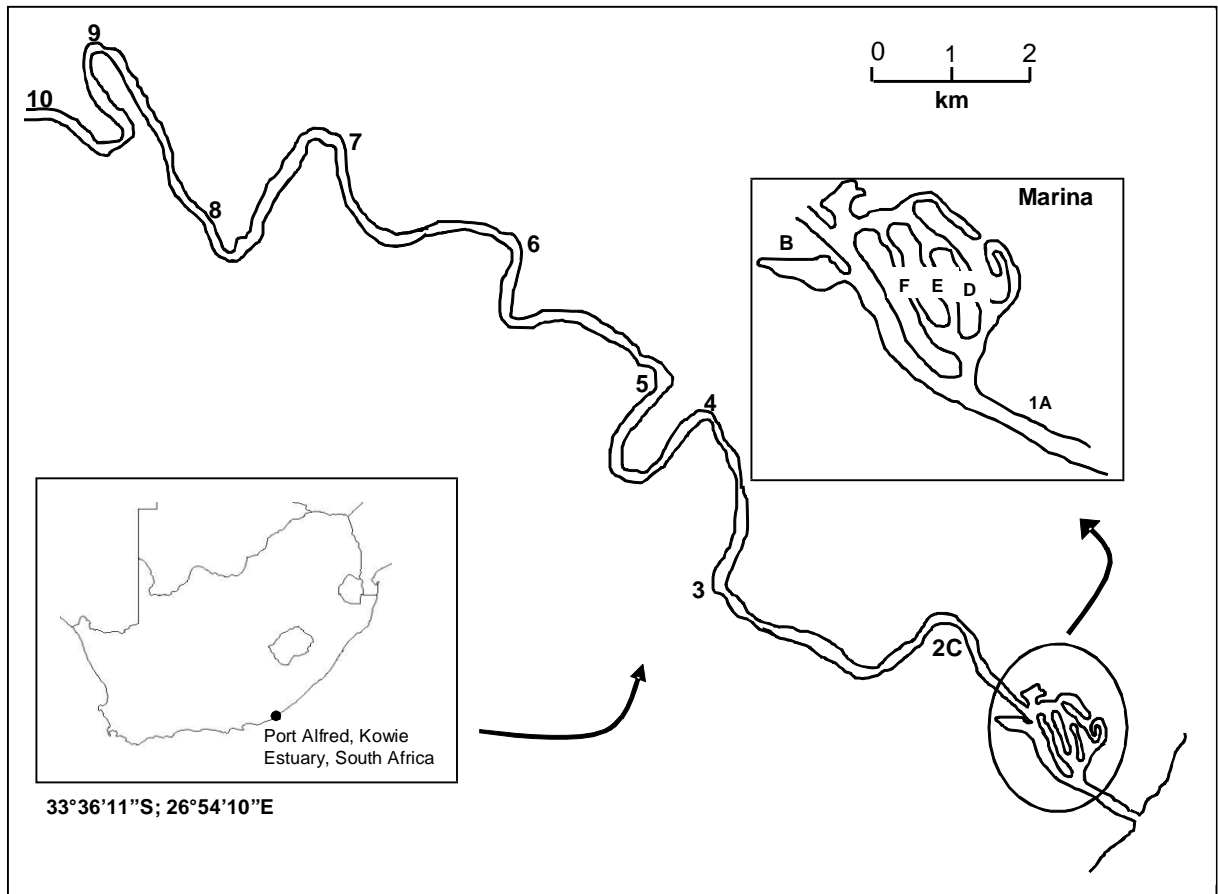 9
0 1 2
km
10
7
8
Marina
6
B
F E D
5
4
1A
3
2C
Port Alfred, Kowie
Estuary, South Africa
33°36’11”S; 26°54’10”E